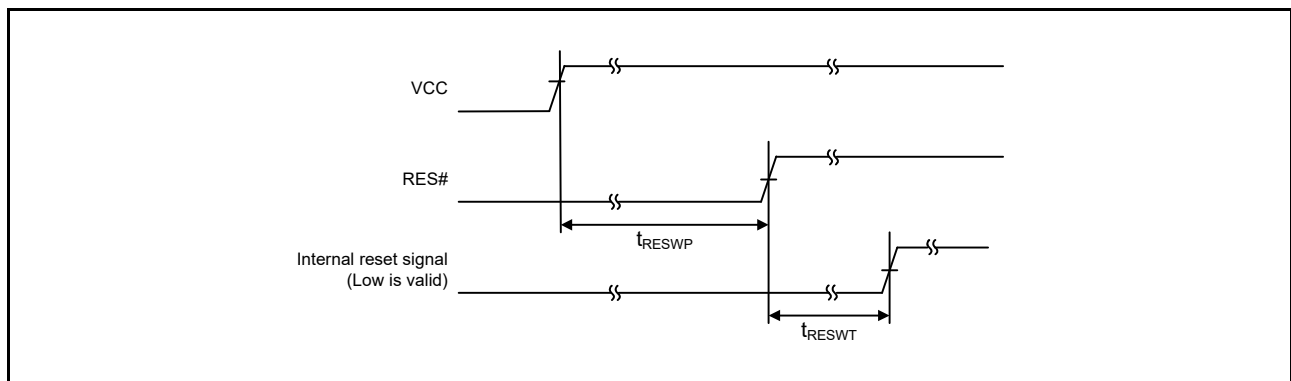 VCC
RES#
tRESWP
Internal reset signal
(Low is valid)
tRESWT